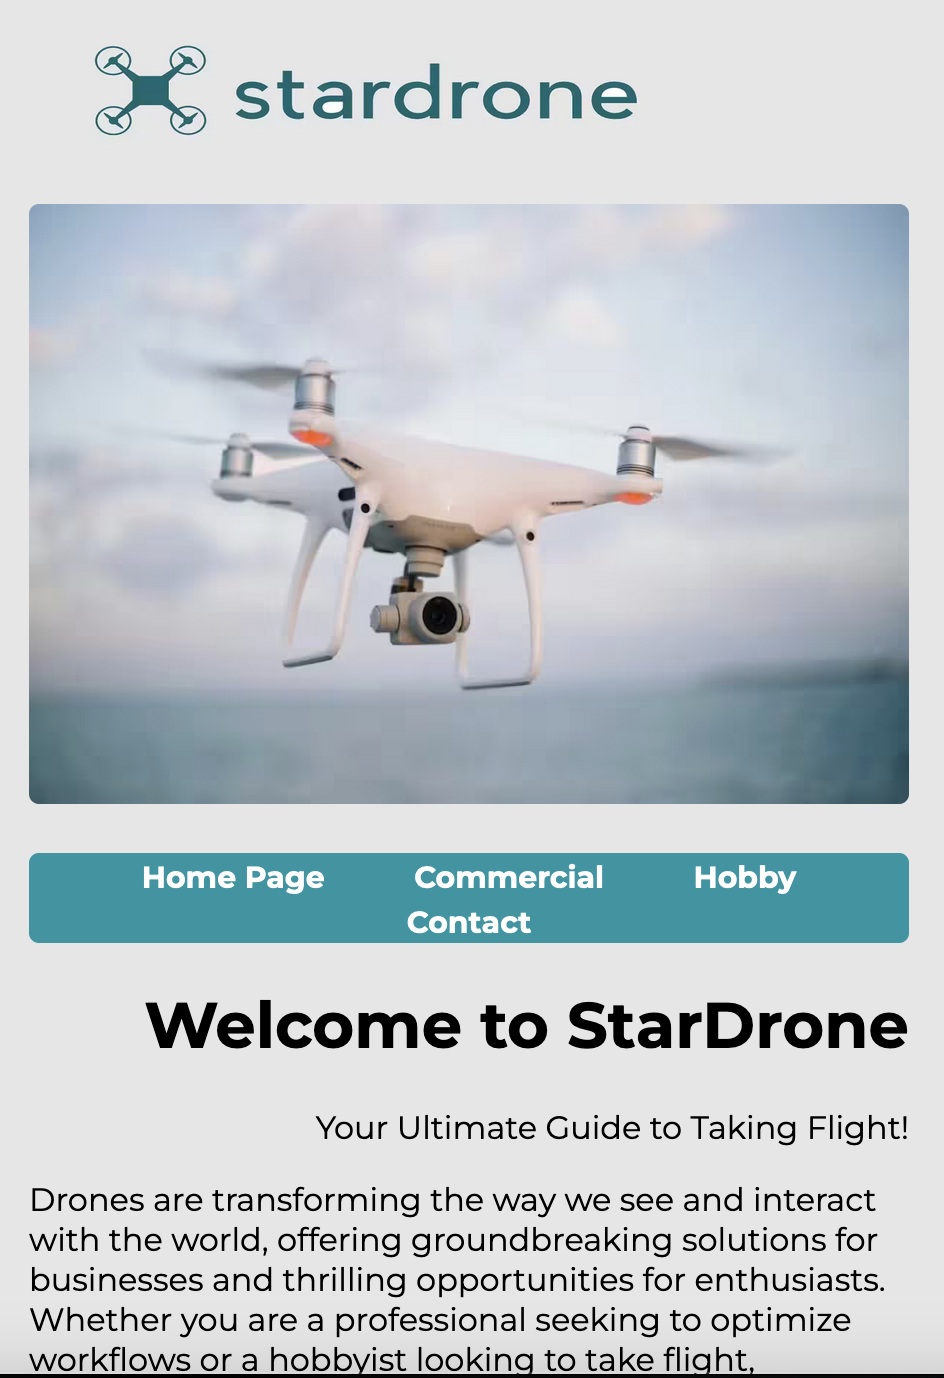 stardrone
Home Page Commercial Hobby
Contact
Welcome to StarDrone
Your Ultimate Guide to Taking Flight!
Drones are transforming the way we see and interact
with the world, offering groundbreaking solutions for
businesses and thrilling opportunities for enthusiasts.
Whether you are a professional seeking to optimize
workflows or a hobbyist looking to take flight,